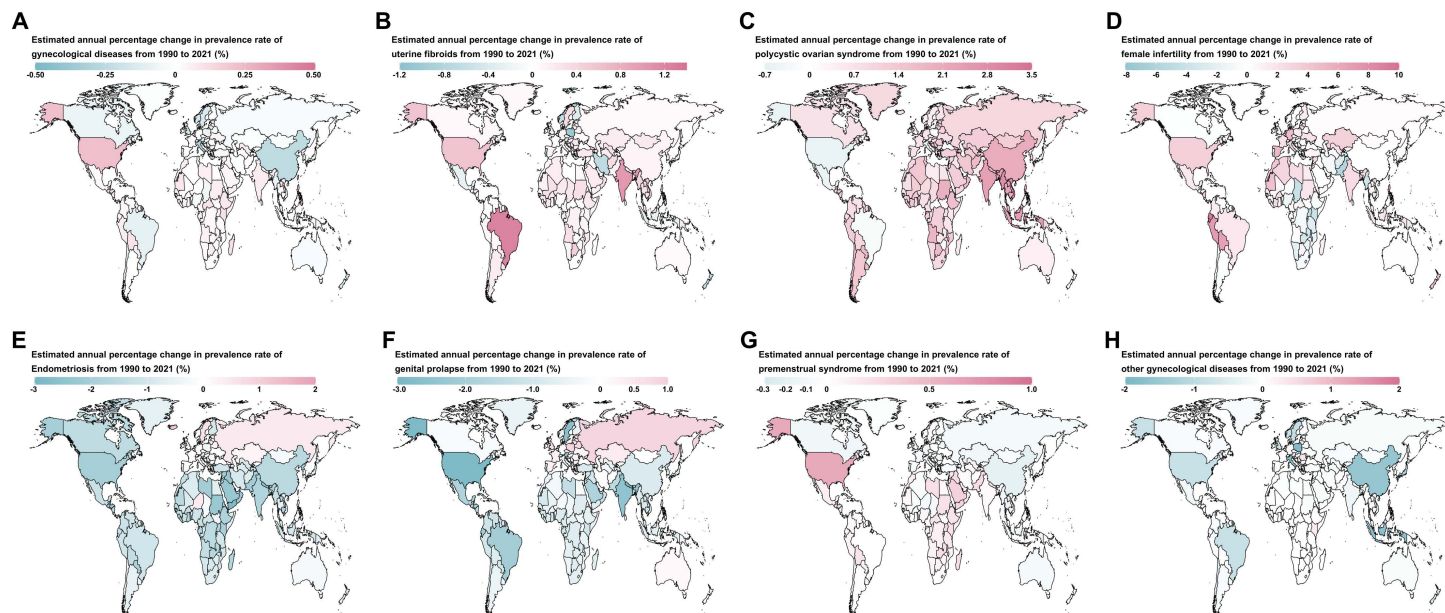 A
Estimated annual percentage change in prevalence rate of
gynecological diseases from 1990 to 2021 (%)
-0.50 -0.25 0 0.25 0.50
B
Estimated annual percentage change in prevalence rate of
uterine fibroids from 1990 to 2021 (%)
-1.2 -0.8 -0.4 0 0.4 0.8 1.2
C
Estimated annual percentage change in prevalence rate of
polycystic ovarian syndrome from 1990 to 2021 (%)
-0.7 0 0.7 1.4 2.1 2.8 3.5
D
Estimated annual percentage change in prevalence rate of
female infertility from 1990 to 2021 (%)
-8 -6 -4 -2 0 2 4 6 8 10
E
Estimated annual percentage change in prevalence rate of
Endometriosis from 1990 to 2021 (%)
-3 -2 -1 0 1 2
F
Estimated annual percentage change in prevalence rate of
genital prolapse from 1990 to 2021 (%)
-3.0 -2.0 -1.0 0 0.5 1.0
G
Estimated annual percentage change in prevalence rate of
premenstrual syndrome from 1990 to 2021 (%)
-0.3 -0.2 -0.1 0 0.5 1.0
H
Estimated annual percentage change in prevalence rate of
other gynecological diseases from 1990 to 2021 (%)
-2 -1 0 1 2